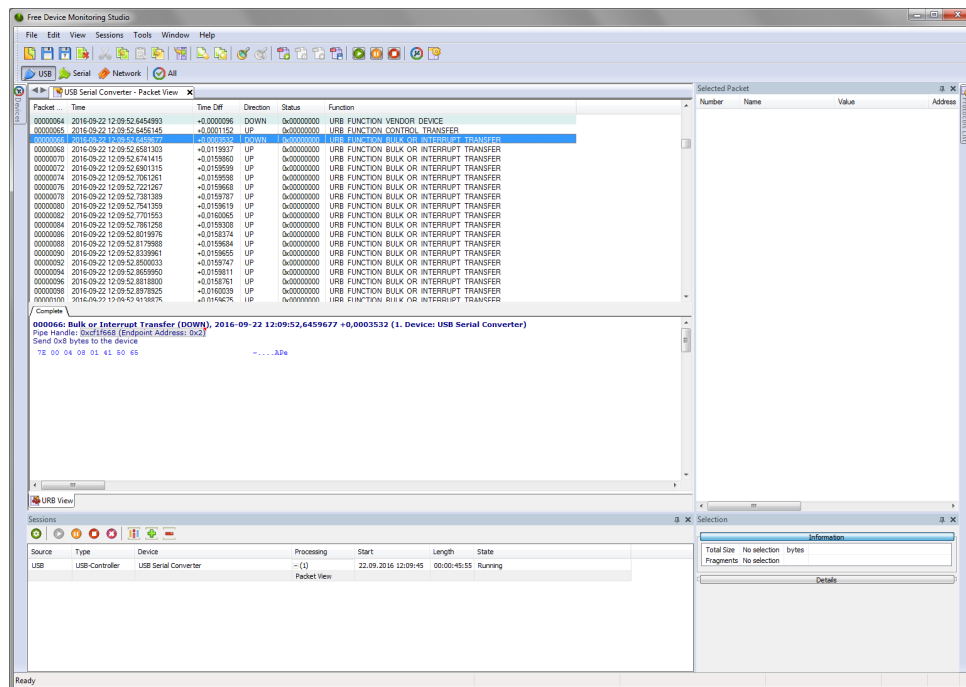 Free Device Monitoring Studio
File Edit View Sessions Tools Window Help
USB Serial Network All
Devices
USB Serial Converter - Packet View
Packet ... Time Time Diff Direction Status Function
00000064 2016-09-22 12:09:52,6454993 +0,0000096 DOWN 0x00000000 URB FUNCTION VENDOR DEVICE
00000065 2016-09-22 12:09:52,6456145 +0,0001152 UP 0x00000000 URB FUNCTION CONTROL TRANSFER
00000066 2016-09-22 12:09:52,6459677 +0,0003532 DOWN 0x00000000 URB FUNCTION BULK OR INTERRUPT TRANSFER
00000068 2016-09-22 12:09:52,6581303 +0,0119937 UP 0x00000000 URB FUNCTION BULK OR INTERRUPT TRANSFER
00000070 2016-09-22 12:09:52,6741415 +0,0159860 UP 0x00000000 URB FUNCTION BULK OR INTERRUPT TRANSFER
00000072 2016-09-22 12:09:52,6901315 +0,0159599 UP 0x00000000 URB FUNCTION BULK OR INTERRUPT TRANSFER
00000074 2016-09-22 12:09:52,7061261 +0,0159598 UP 0x00000000 URB FUNCTION BULK OR INTERRUPT TRANSFER
00000076 2016-09-22 12:09:52,7221267 +0,0159668 UP 0x00000000 URB FUNCTION BULK OR INTERRUPT TRANSFER
00000078 2016-09-22 12:09:52,7381389 +0,0159787 UP 0x00000000 URB FUNCTION BULK OR INTERRUPT TRANSFER
00000080 2016-09-22 12:09:52,7541359 +0,0159619 UP 0x00000000 URB FUNCTION BULK OR INTERRUPT TRANSFER
00000082 2016-09-22 12:09:52,7701553 +0,0160065 UP 0x00000000 URB FUNCTION BULK OR INTERRUPT TRANSFER
00000084 2016-09-22 12:09:52,7861258 +0,0159308 UP 0x00000000 URB FUNCTION BULK OR INTERRUPT TRANSFER
00000086 2016-09-22 12:09:52,8019976 +0,0158374 UP 0x00000000 URB FUNCTION BULK OR INTERRUPT TRANSFER
00000088 2016-09-22 12:09:52,8179988 +0,0159684 UP 0x00000000 URB FUNCTION BULK OR INTERRUPT TRANSFER
00000090 2016-09-22 12:09:52,8339961 +0,0159655 UP 0x00000000 URB FUNCTION BULK OR INTERRUPT TRANSFER
00000092 2016-09-22 12:09:52,8500033 +0,0159747 UP 0x00000000 URB FUNCTION BULK OR INTERRUPT TRANSFER
00000094 2016-09-22 12:09:52,8659950 +0,0159811 UP 0x00000000 URB FUNCTION BULK OR INTERRUPT TRANSFER
00000096 2016-09-22 12:09:52,8818800 +0,0158761 UP 0x00000000 URB FUNCTION BULK OR INTERRUPT TRANSFER
00000098 2016-09-22 12:09:52,8978925 +0,0160039 UP 0x00000000 URB FUNCTION BULK OR INTERRUPT TRANSFER
00000100 2016-09-22 12:09:52,9138875 +0,0159675 UP 0x00000000 URB FUNCTION BULK OR INTERRUPT TRANSFER
Complete
000066: Bulk or Interrupt Transfer (DOWN), 2016-09-22 12:09:52,6459677 +0,0003532 (1. Device: USB Serial Converter)
Pipe Handle: 0xcf1f668 (Endpoint Address: 0x2)
Send 0x8 bytes to the device
7E 00 04 08 01 41 50 65 ~....APe
URB View
Selected Packet
Number Name Value Address
Sessions
Source Type Device Processing Start Length State
USB USB-Controller USB Serial Converter − (1) 22.09.2016 12:09:45 00:00:45:55 Running
Packet View
Selection
Information
Total Size No selection bytes
Fragments No selection
Details
Ready